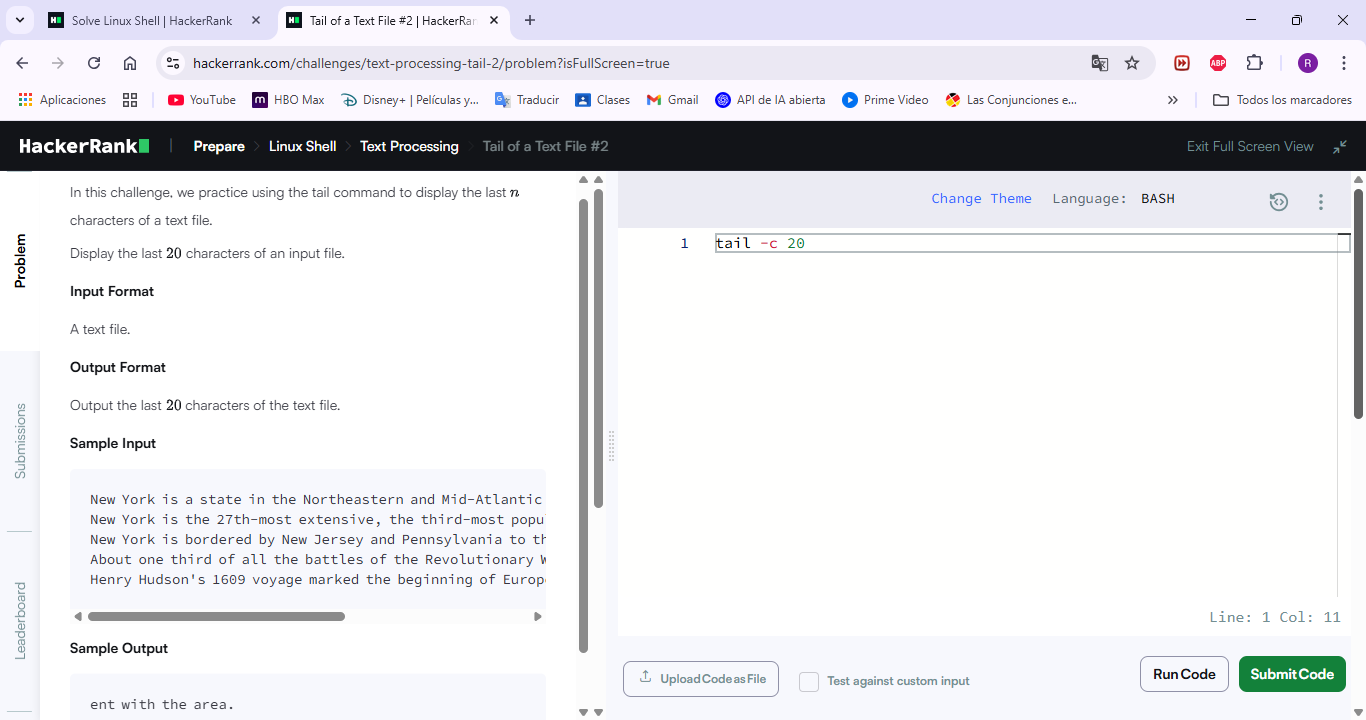 Solve Linux Shell | HackerRank
Tail of a Text File #2 | HackerRar
hackerrank.com/challenges/text-processing-tail-2/problem?isFullScreen=true
ABP
R
Aplicaciones
YouTube
HBO Max
Disney+ | Películas y...
Traducir
Clases
Gmail
API de IA abierta
Prime Video
Las Conjunciones e...
Todos los marcadores
HackerRank
Prepare
Linux Shell
Text Processing
Tail of a Text File #2
Exit Full Screen View
Problem
Submissions
Leaderboard
In this challenge, we practice using the tail command to display the last n
characters of a text file.
Display the last 20 characters of an input file.
Input Format
A text file.
Output Format
Output the last 20 characters of the text file.
Sample Input
New York is a state in the Northeastern and Mid-Atlantic
New York is the 27th-most extensive, the third-most popu
New York is bordered by New Jersey and Pennsylvania to th
About one third of all the battles of the Revolutionary W
Henry Hudson's 1609 voyage marked the beginning of Europ
Sample Output
ent with the area.
Change Theme Language: BASH
1 tail -c 20
Line: 1 Col: 11
Upload Code as File
Test against custom input
Run Code
Submit Code